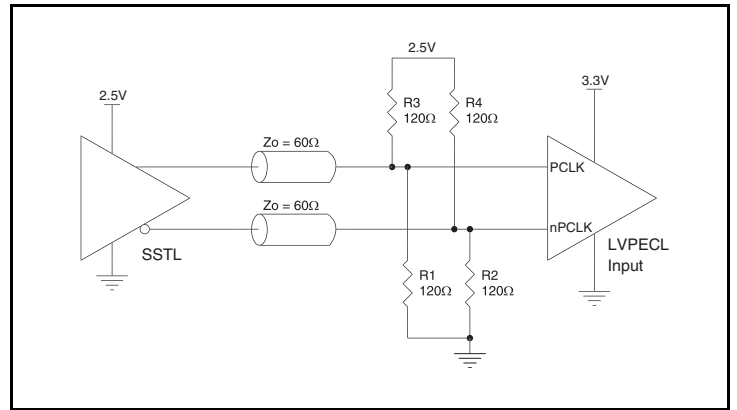 2.5V
3.3V
2.5V
R3
120Ω
R4
120Ω
Zo = 60Ω
PCLK
Zo = 60Ω
nPCLK
SSTL
LVPECL
Input
R1
120Ω
R2
120Ω